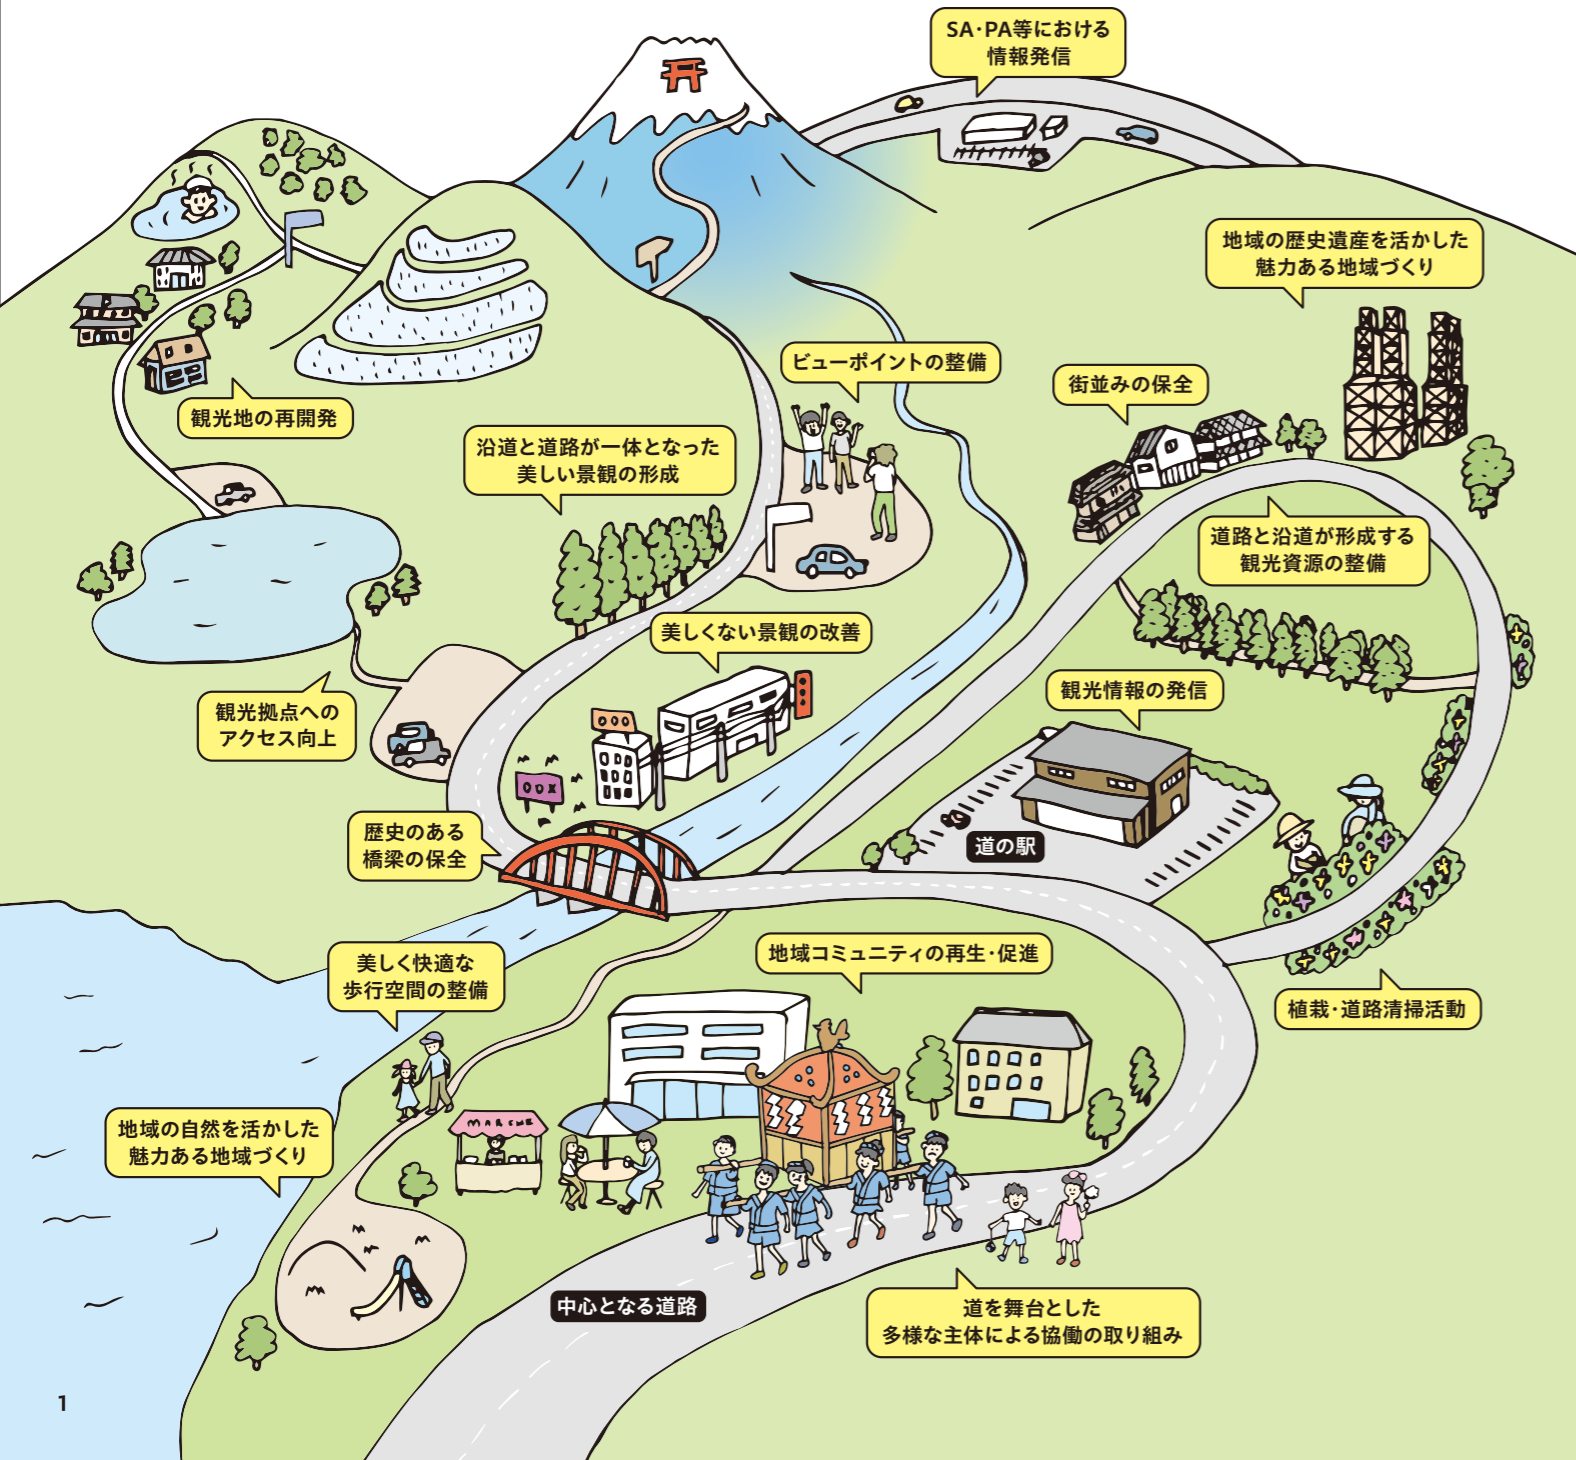 SA・PA等における
情報発信
地域の歴史遺産を活かした
魅力ある地域づくり
ビューポイントの整備
街並みの保全
観光地の再開発
沿道と道路が一体となった
美しい景観の形成
道路と沿道が形成する
観光資源の整備
美しくない景観の改善
観光情報の発信
観光拠点への
アクセス向上
歴史のある
橋梁の保全
道の駅
美しく快適な
歩行空間の整備
地域コミュニティの再生・促進
植栽・道路清掃活動
地域の自然を活かした
魅力ある地域づくり
MARCHE
中心となる道路
道を舞台とした
多様な主体による協働の取り組み
1